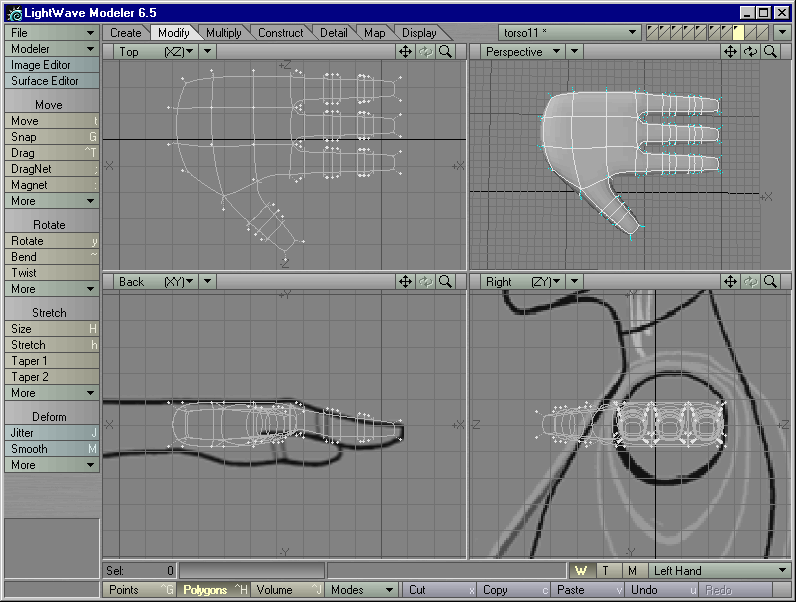 LightWave Modeler 6.5
File
Create Modify Multiply Construct Detail Map Display torso11 *
Modeler
Image Editor
Surface Editor
Top (XZ)
Perspective
Move
Move t
Snap G
Drag ^T
DragNet ;
Magnet :
More
Rotate
Rotate y
Bend ~
Twist
More
Back (XY)
Right (ZY)
Stretch
Size H
Stretch h
Taper 1
Taper 2
More
Deform
Jitter J
Smooth M
More
+Z
-X
+X
-Z
+X
+Y
-X
-Y
+Y
Z
+Z
-Y
Sel: 0
W T M Left Hand
Points ^G Polygons ^H Volume ^J Modes Cut x Copy c Paste v Undo u Redo